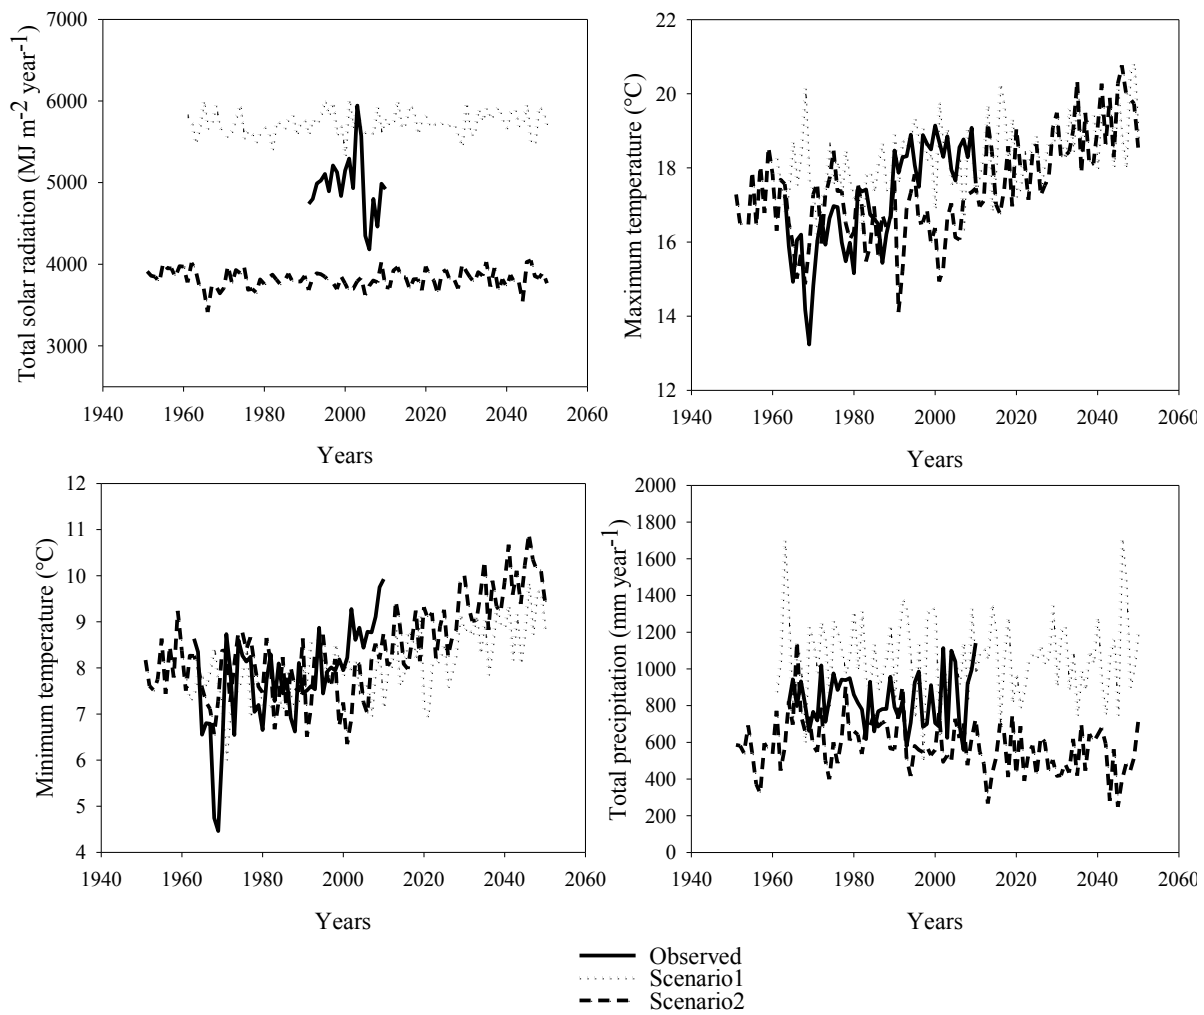 Total solar radiation (MJ m-2 year-1)
7000
6000
5000
4000
3000
1940 1960 1980 2000 2020 2040 2060
Years
Maximum temperature (°C)
22
20
18
16
14
12
1940 1960 1980 2000 2020 2040 2060
Years
Minimum temperature (°C)
12
11
10
9
8
7
6
5
4
1940 1960 1980 2000 2020 2040 2060
Years
Total precipitation (mm year-1)
2000
1800
1600
1400
1200
1000
800
600
400
200
0
1940 1960 1980 2000 2020 2040 2060
Years
Observed
Scenario1
Scenario2